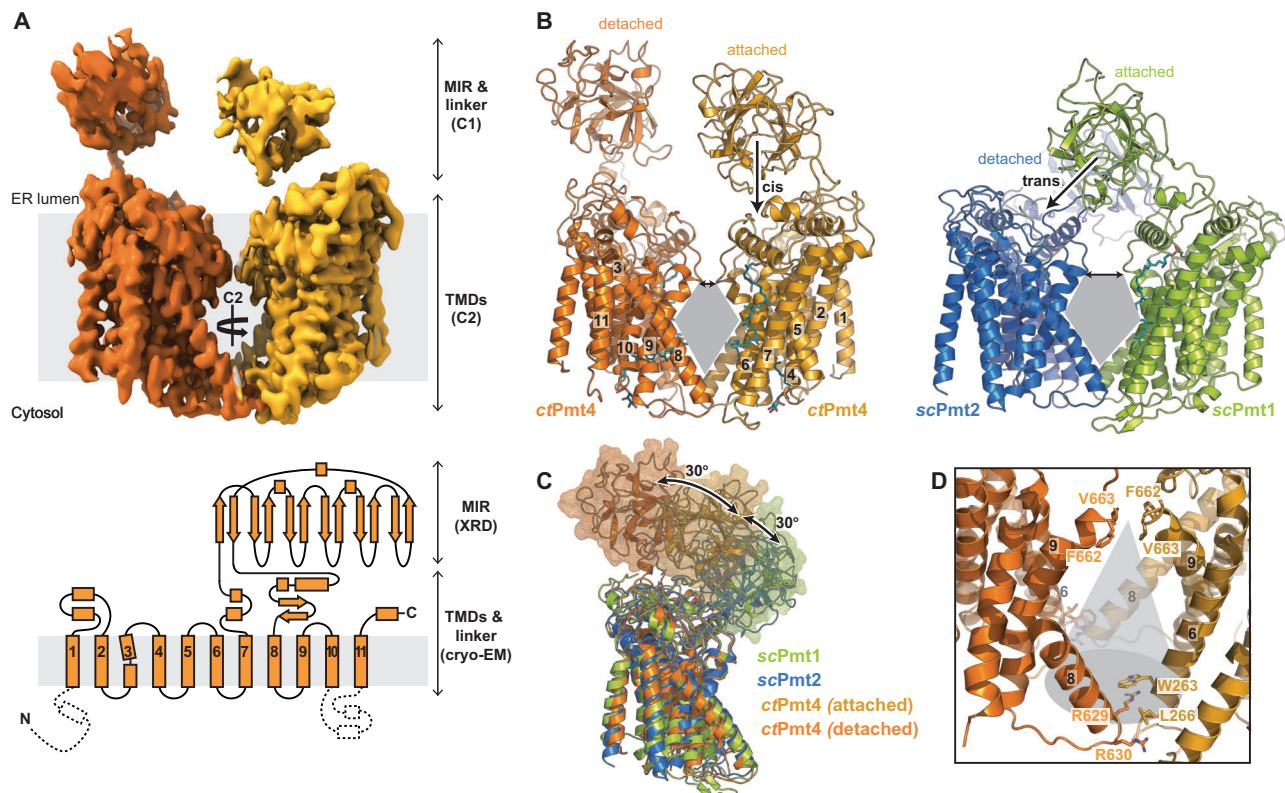 A
MIR &
linker
(C1)
ER lumen
TMDs
(C2)
C2
Cytosol
MIR
(XRD)
TMDs &
linker
(cryo-EM)
C
1 2 3 4 5 6 7 8 9 10 11
N
B
detached
attached
cis
3
11
10 9 8
5 2 1
6 7 4
ctPmt4
ctPmt4
attached
detached
trans
scPmt2
scPmt1
C
30º
30º
scPmt1
scPmt2
ctPmt4 (attached)
ctPmt4 (detached)
D
V663
F662
9
F662
V663
9
6
8
6
8
W263
R629
L266
R630